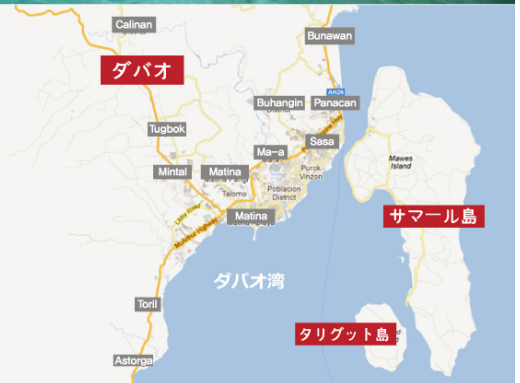 Calinan
Bunawan
ダバオ
AH26
Buhangin
Panacan
Tugbok
Sasa
Ma-a
Mawes
Island
Mintal
Matina
Purok
Vinzon
Talomo
Poblacion
District
サマール島
Matina
McArthur Highway
ダバオ湾
Toril
タリグット島
Astorga